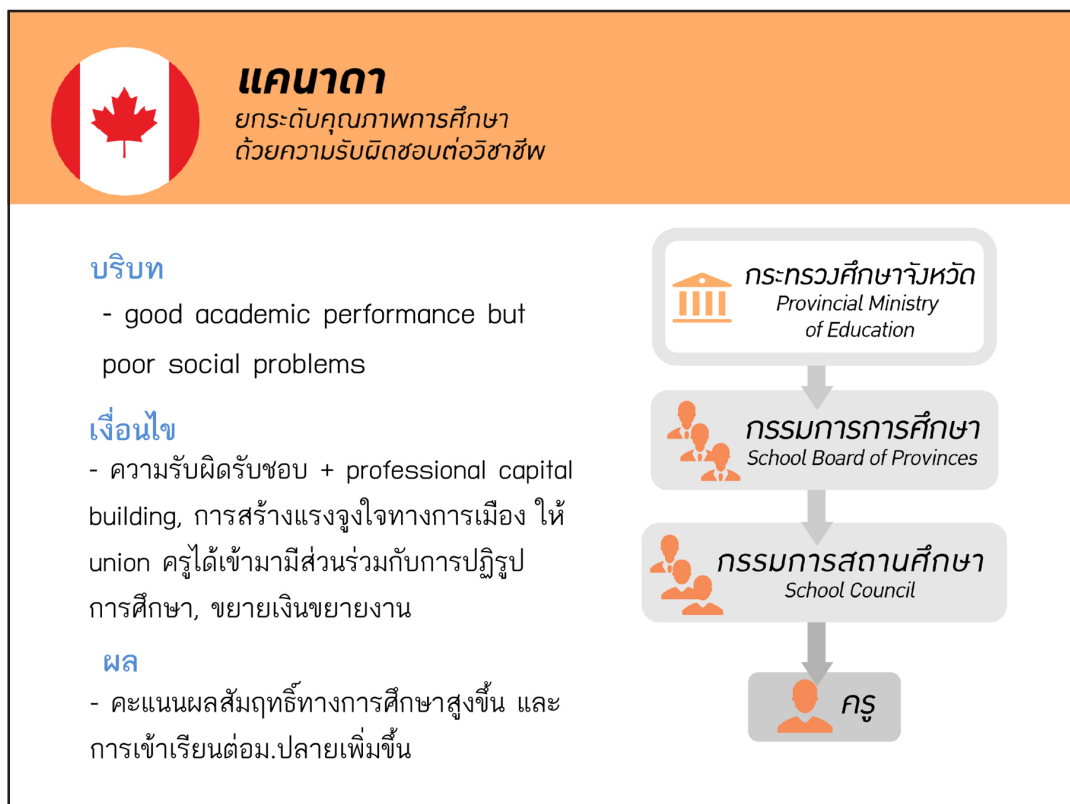 แคนาดา
ยกระดับคุณภาพการศึกษา
ด้วยความรับผิดชอบต่อวิชาชีพ
บริบท
- good academic performance but
poor social problems
เงื่อนไข
- ความรับผิดรับชอบ + professional capital
building, การสร้างแรงจูงใจทางการเมือง ให้
union ครูได้เข้ามามีส่วนร่วมกับการปฏิรูป
การศึกษา, ขยายเงินขยายงาน
ผล
- คะแนนผลสัมฤทธิ์ทางการศึกษาสูงขึ้น และ
การเข้าเรียนต่อม.ปลายเพิ่มขึ้น
กระทรวงศึกษาจังหวัด
Provincial Ministry
of Education
กรรมการการศึกษา
School Board of Provinces
กรรมการสถานศึกษา
School Council
ครู